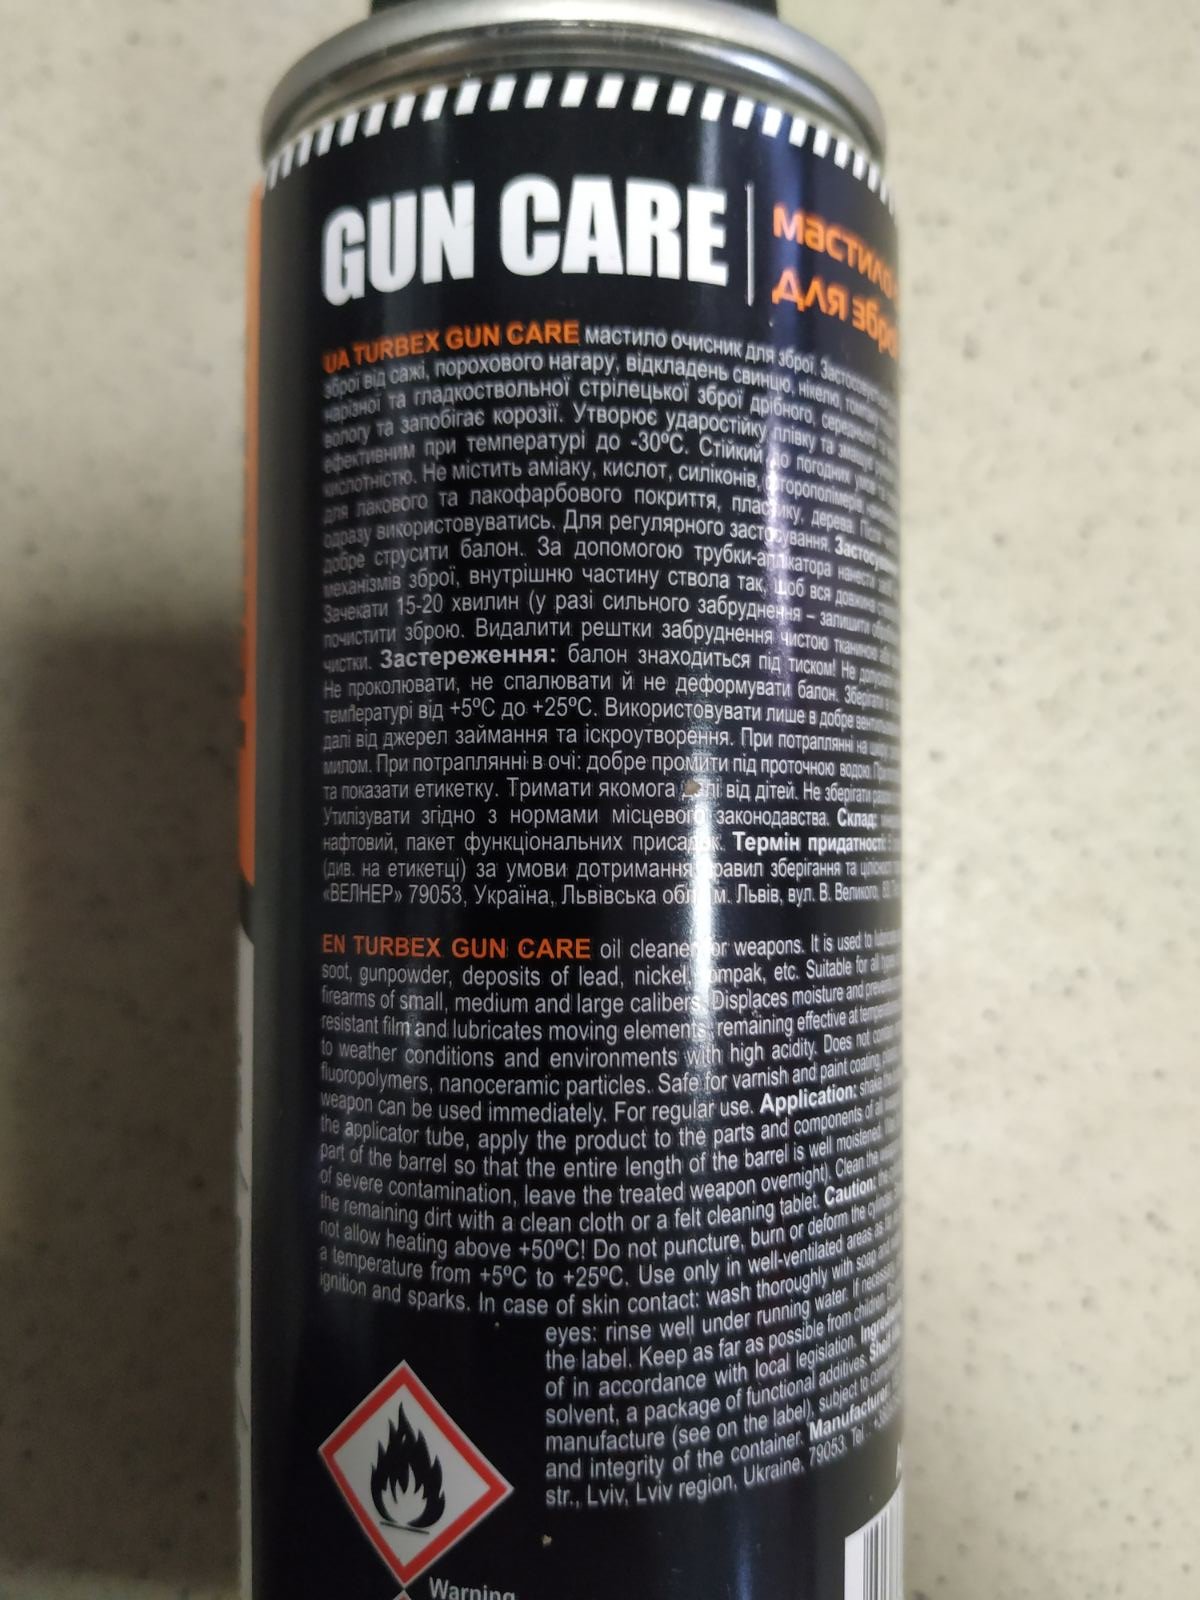 GUN CARE
мастило
для збро
UA TURBEX GUN CARE мастило очисник для зброї.
зброї від сажі, порохового нагару, відкладень свинцю, нікелю,
нарізної та гладкоствольної стрілецької зброї дрібного, середнього
вологу та запобігає корозії. Утворює ударостійку плівку та
ефективним при температурі до -30ºC. Стійкий до погодних умов та
кислотністю. Не містить аміаку, кислот, силіконів, фторополімерів,
для лакового та лакофарбового покриття, пластику, дерева. Після
одразу використовуватись. Для регулярного застосування.
добре струсити балон. За допомогою трубки-аплікатора нанести засіб
механізмів зброї, внутрішню частину ствола так, щоб вся довжина
Зачекати 15-20 хвилин (у разі сильного забруднення – залишити
почистити зброю. Видалити рештки забруднення чистою тканиною або
чистки. Застереження: балон знаходиться під тиском! Не
Не проколювати, не спалювати й не деформувати балон. Зберігати
температурі від +5ºC до +25ºC. Використовувати лише в добре
далі від джерел займання та іскроутворення. При потраплянні на
милом. При потраплянні в очі: добре промити під проточною водою.
та показати етикетку. Тримати якомога далі від дітей. Не зберігати
Утилізувати згідно з нормами місцевого законодавства. Склад:
нафтовий, пакет функціональних присадок. Термін придатності: 5
(див. на етикетці) за умови дотримання правил зберігання та цілісності
«ВЕЛНЕР» 79053, Україна, Львівська обл., м. Львів, вул. В. Великого,
EN TURBEX GUN CARE oil cleaner for weapons. It is used to
soot, gunpowder, deposits of lead, nickel, tompak, etc. Suitable for all types
firearms of small, medium and large calibers. Displaces moisture and prevents
resistant film and lubricates moving elements, remaining effective at
to weather conditions and environments with high acidity. Does not
fluoropolymers, nanoceramic particles. Safe for varnish and paint coating,
weapon can be used immediately. For regular use. Application: shake
the applicator tube, apply the product to the parts and components of all
part of the barrel so that the entire length of the barrel is well moistened.
of severe contamination, leave the treated weapon overnight). Clean the
the remaining dirt with a clean cloth or a felt cleaning tablet. Caution: the
not allow heating above +50ºC! Do not puncture, burn or deform the cylinder.
a temperature from +5ºC to +25ºC. Use only in well-ventilated areas as far
ignition and sparks. In case of skin contact: wash thoroughly with soap and
eyes: rinse well under running water. If necessary
the label. Keep as far as possible from children.
of in accordance with local legislation.
solvent, a package of functional additives. Shelf
manufacture (see on the label), subject to
and integrity of the container. Manufacturer:
str., Lviv, Lviv region, Ukraine, 79053. Tel.:
Warning